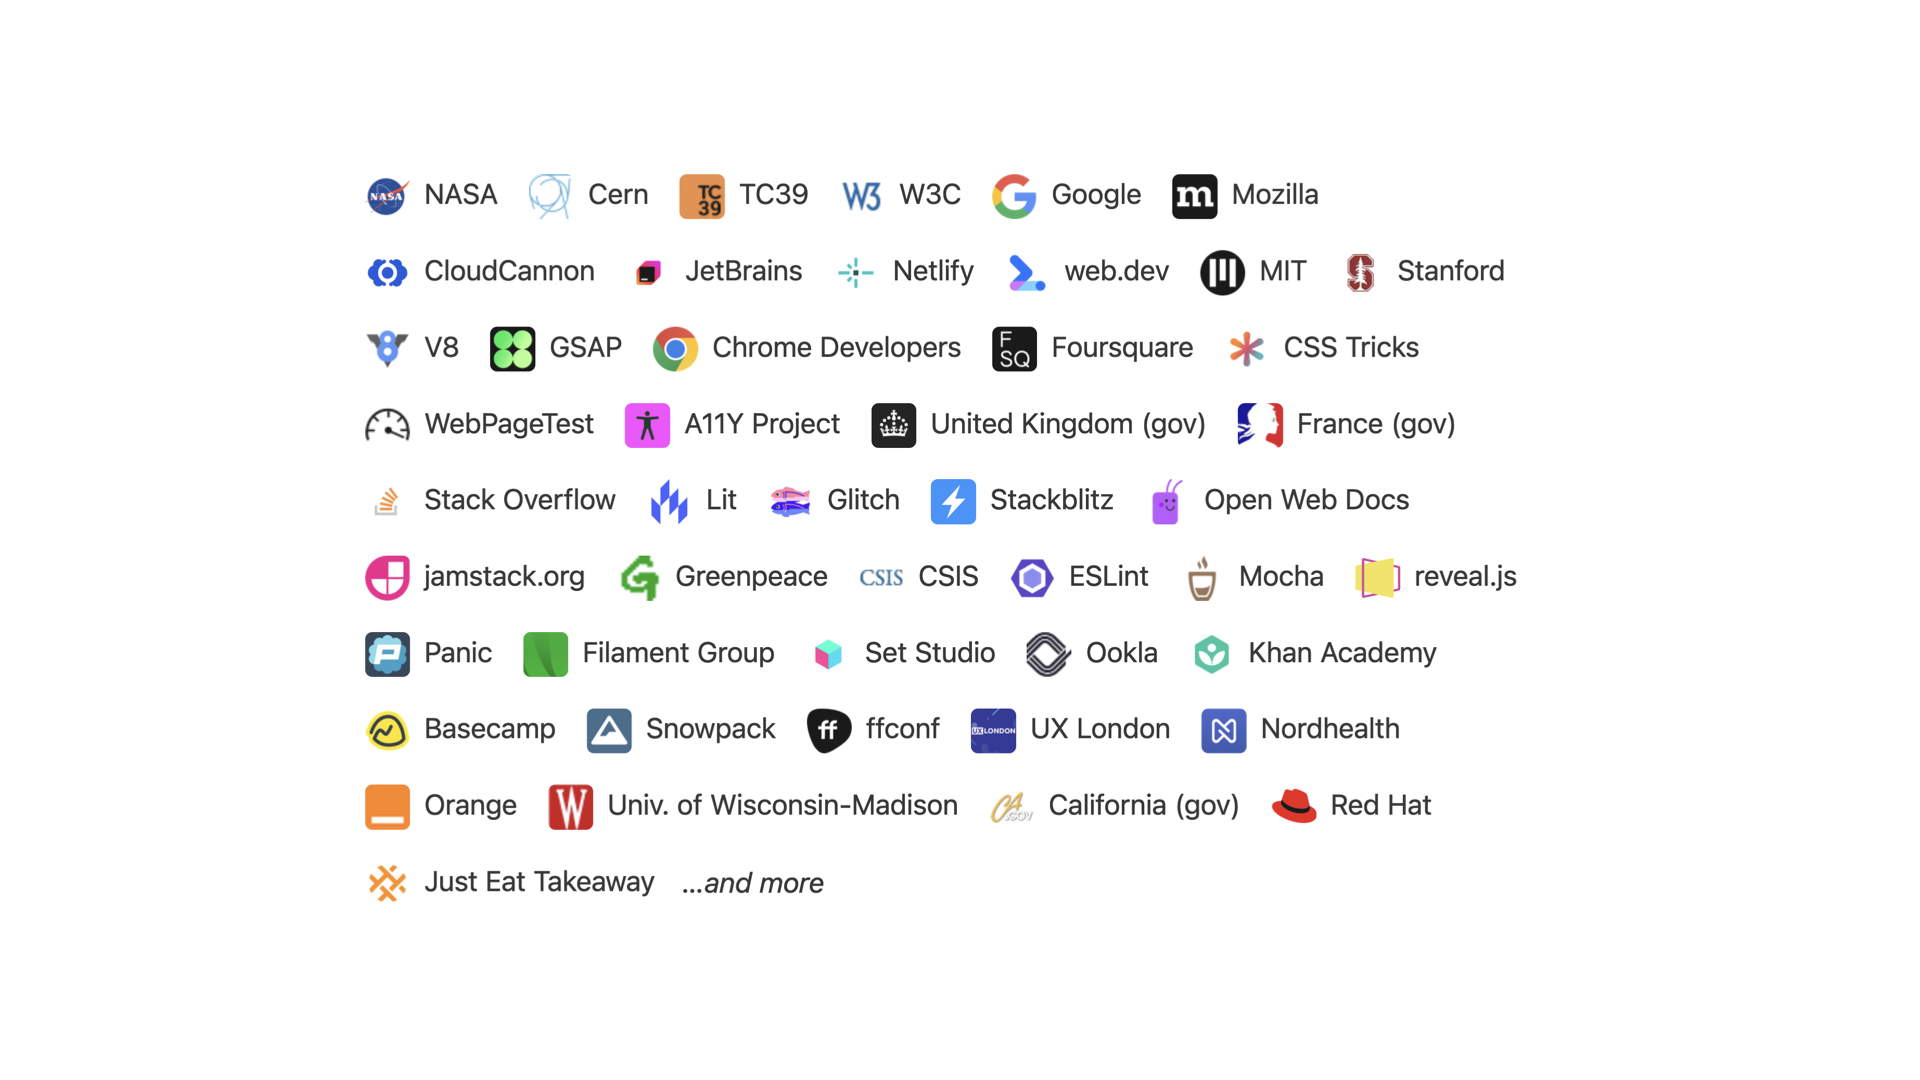 NASA Cern TC39 W3C Google Mozilla
CloudCannon JetBrains Netlify web.dev MIT Stanford
V8 GSAP Chrome Developers Foursquare CSS Tricks
WebPageTest A11Y Project United Kingdom (gov) France (gov)
Stack Overflow Lit Glitch Stackblitz Open Web Docs
jamstack.org Greenpeace CSIS CSIS ESLint Mocha reveal.js
Panic Filament Group Set Studio Ookla Khan Academy
Basecamp Snowpack ff ffconf UX LONDON UX London Nordhealth
Orange W Univ. of Wisconsin-Madison CA .GOV California (gov) Red Hat
Just Eat Takeaway ...and more